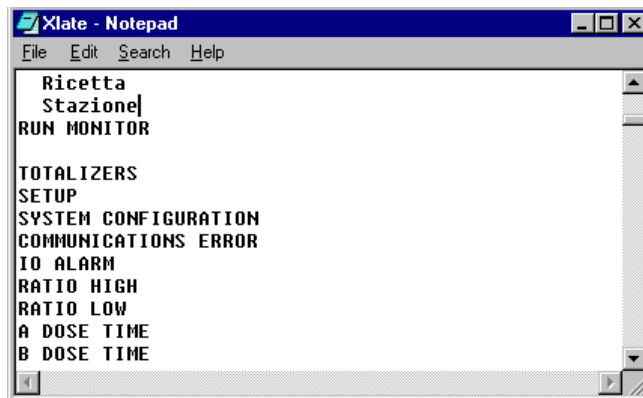 Xlate - Notepad
File Edit Search Help
Ricetta
Stazione
RUN MONITOR
TOTALIZERS
SETUP
SYSTEM CONFIGURATION
COMMUNICATIONS ERROR
IO ALARM
RATIO HIGH
RATIO LOW
A DOSE TIME
B DOSE TIME